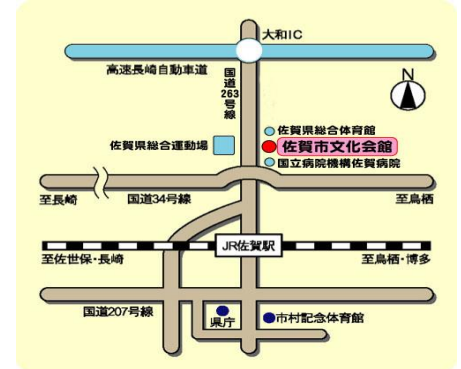 大和IC
高速長崎自動車道
国道263号線
N
佐賀県総合体育館
佐賀県総合運動場
佐賀市文化会館
国立病院機構佐賀病院
至長崎
国道34号線
至鳥栖
JR佐賀駅
至佐世保・長崎
至鳥栖・博多
国道207号線
県庁
市村記念体育館